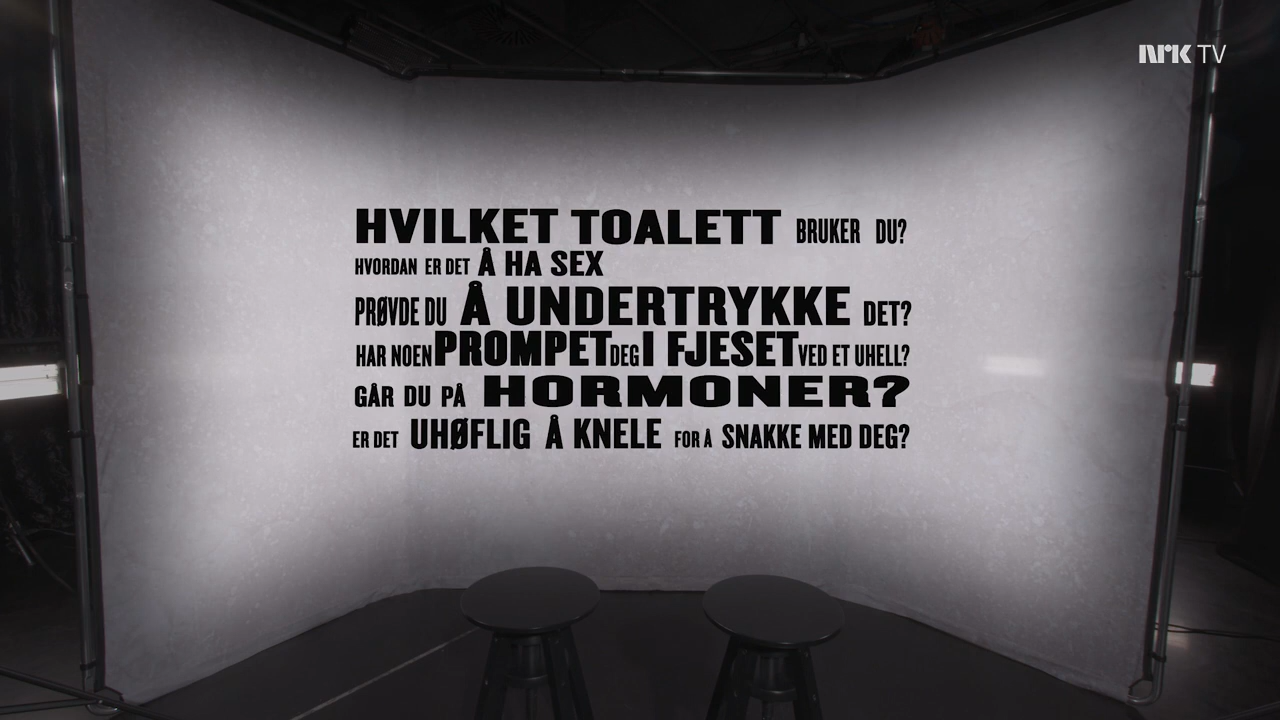 nrk TV
HVILKET TOALETT BRUKER DU?
HVORDAN ER DET Å HA SEX
PRØVDE DU Å UNDERTRYKKE DET?
HAR NOEN PROMPET DEG I FJESET VED ET UHELL?
GÅR DU PÅ HORMONER?
ER DET UHØFLIG Å KNELE FOR Å SNAKKE MED DEG?